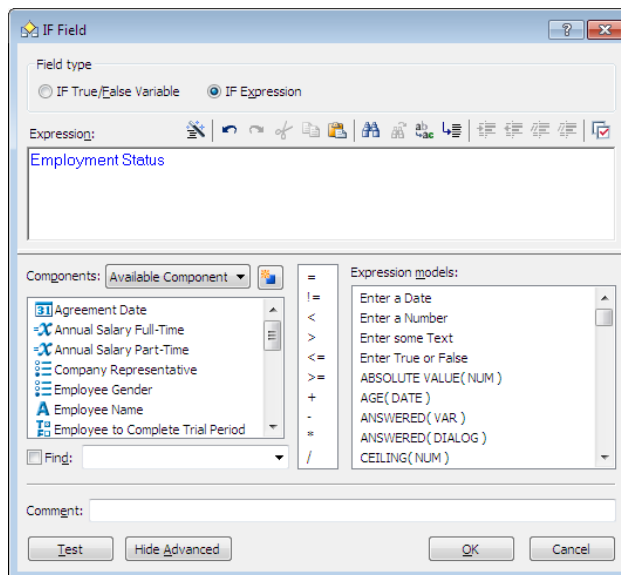 IF Field
Field type
IF True/False Variable IF Expression
Expression:
Employment Status
Components: Available Component
Expression models:
31 Agreement Date
=X Annual Salary Full-Time
=X Annual Salary Part-Time
Company Representative
Employee Gender
A Employee Name
Employee to Complete Trial Period
Find:
=
!=
<
>
<=
>=
+
-
*
/
Enter a Date
Enter a Number
Enter some Text
Enter True or False
ABSOLUTE VALUE( NUM )
AGE( DATE )
ANSWERED( VAR )
ANSWERED( DIALOG )
CEILING( NUM )
Comment:
Test Hide Advanced OK Cancel